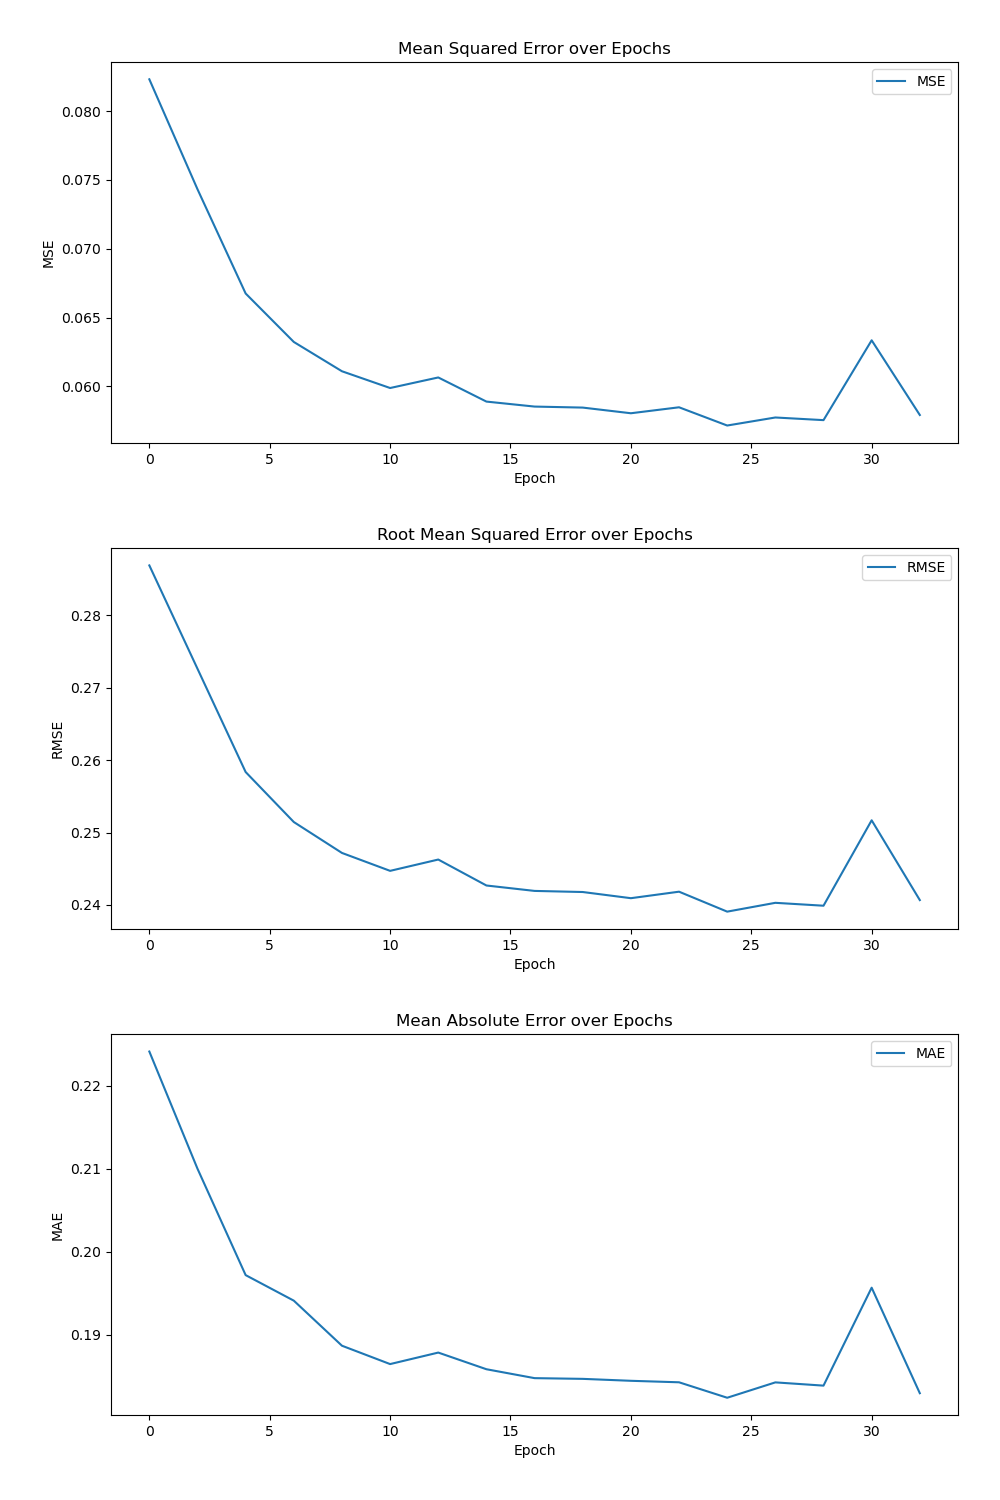 Mean Squared Error over Epochs
MSE
0.080
0.075
0.070
0.065
0.060
MSE
0 5 10 15 20 25 30
Epoch
Root Mean Squared Error over Epochs
RMSE
0.28
0.27
0.26
0.25
0.24
RMSE
0 5 10 15 20 25 30
Epoch
Mean Absolute Error over Epochs
MAE
0.22
0.21
0.20
0.19
MAE
0 5 10 15 20 25 30
Epoch